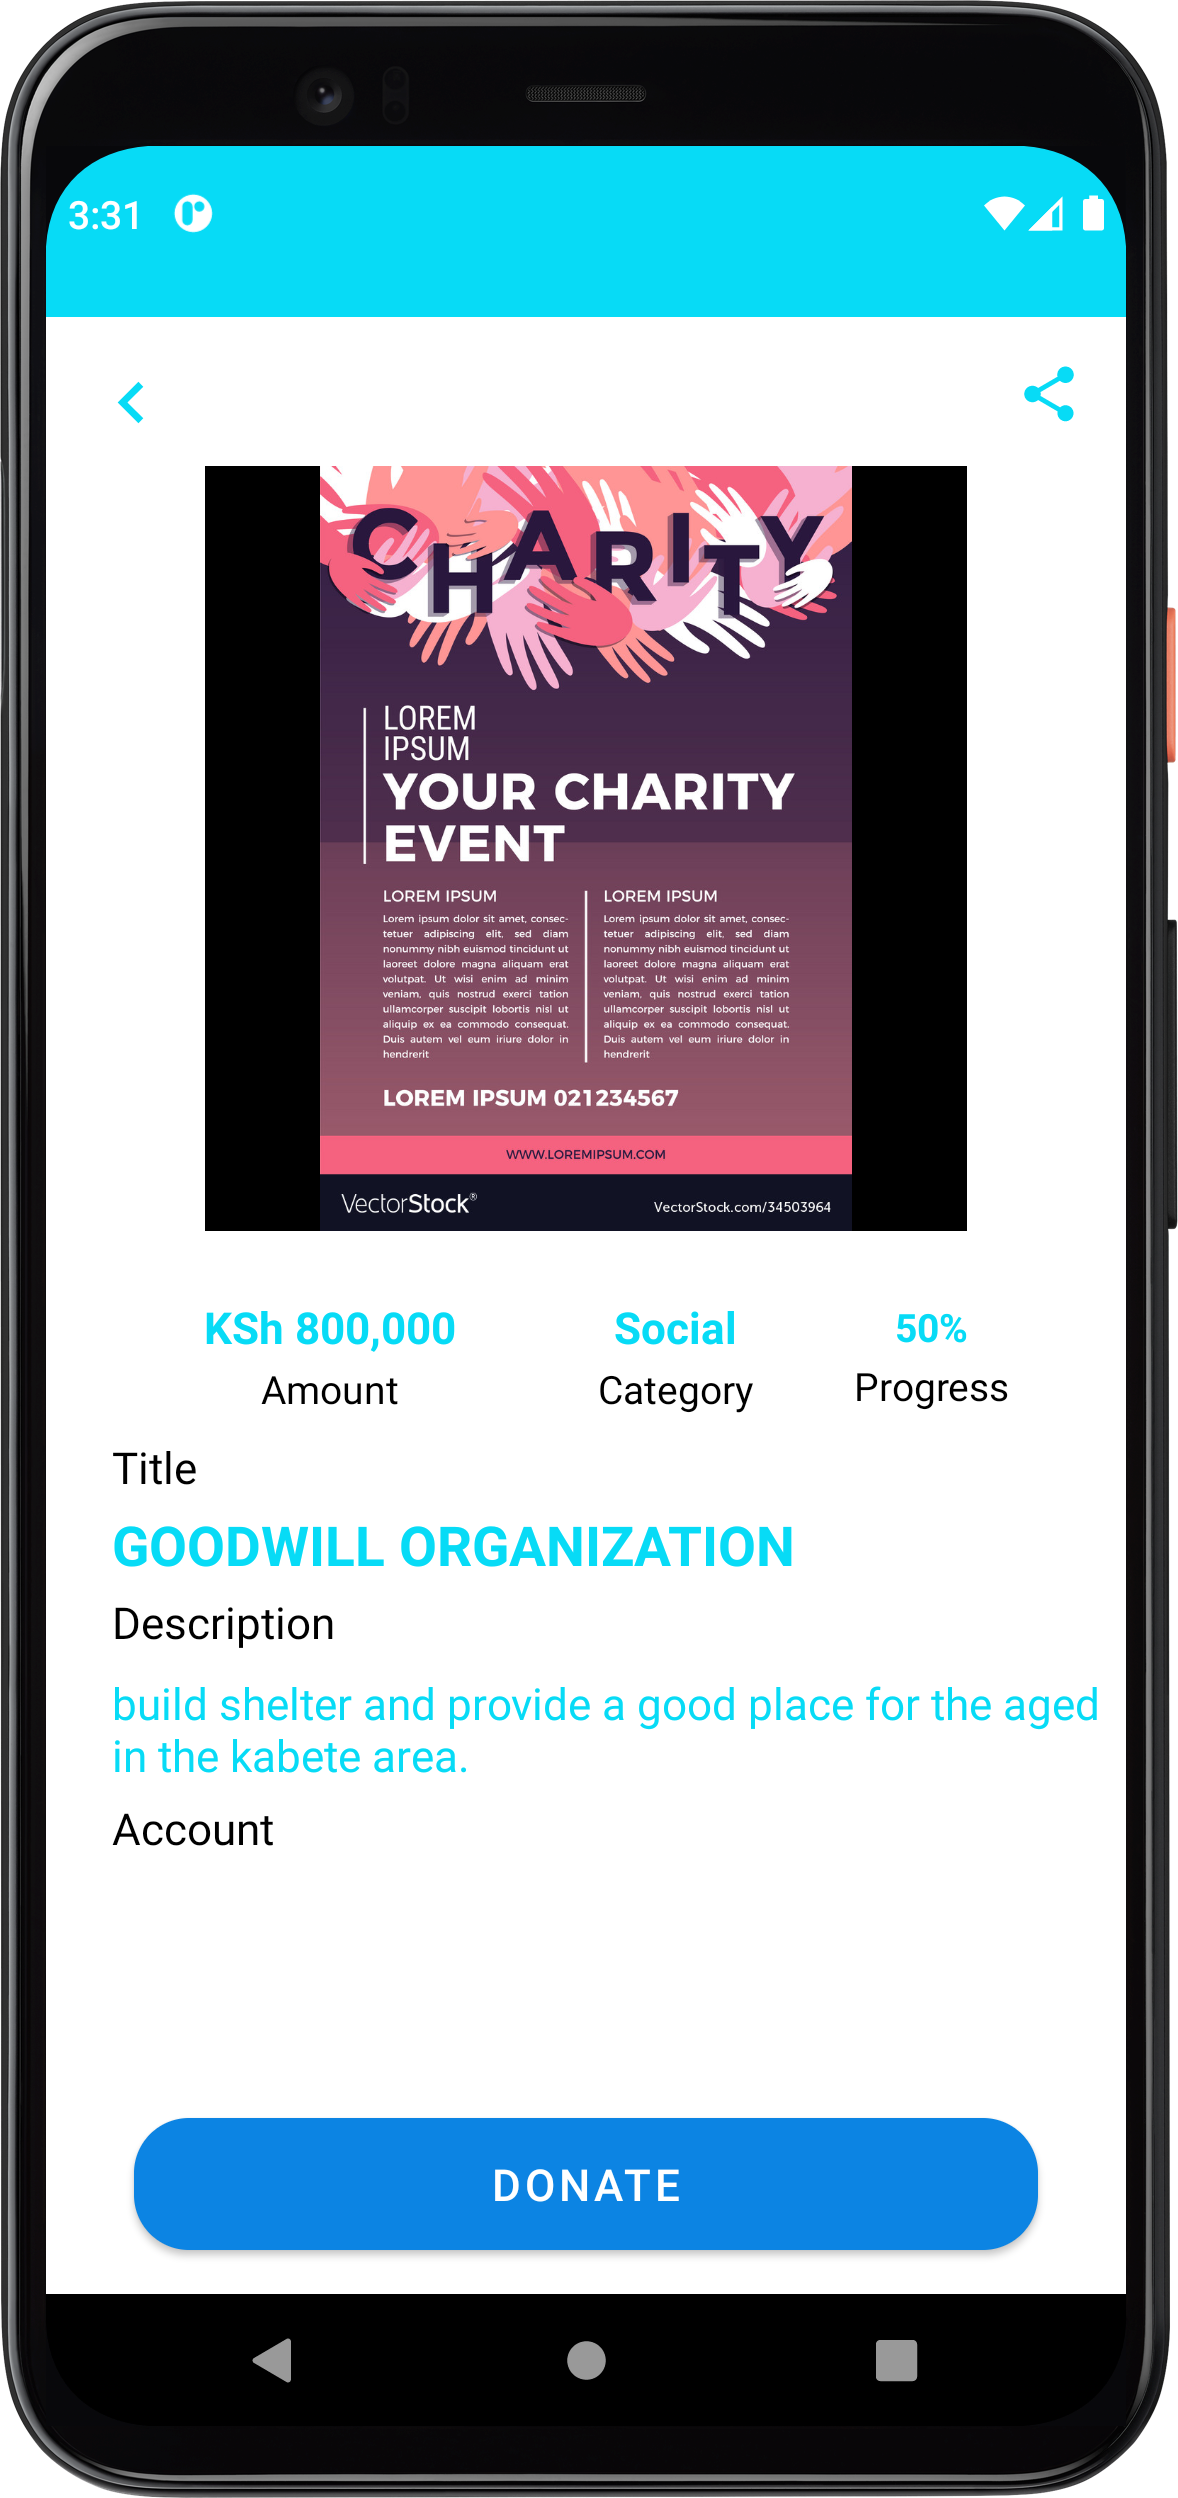 3:31
CHARITY
LOREM
IPSUM
YOUR CHARITY
EVENT
LOREM IPSUM
Lorem ipsum dolor sit amet, consec-
tetuer adipiscing elit, sed diam
nonummy nibh euismod tincidunt ut
laoreet dolore magna aliquam erat
volutpat. Ut wisi enim ad minim
veniam, quis nostrud exerci tation
ullamcorper suscipit lobortis nisl ut
aliquip ex ea commodo consequat.
Duis autem vel eum iriure dolor in
hendrerit
LOREM IPSUM
Lorem ipsum dolor sit amet, consec-
tetuer adipiscing elit, sed diam
nonummy nibh euismod tincidunt ut
laoreet dolore magna aliquam erat
volutpat. Ut wisi enim ad minim
veniam, quis nostrud exerci tation
ullamcorper suscipit lobortis nisl ut
aliquip ex ea commodo consequat.
Duis autem vel eum iriure dolor in
hendrerit
LOREM IPSUM 021234567
WWW.LOREMIPSUM.COM
VectorStock® VectorStock.com/34503964
KSh 800,000 Social 50%
Amount Category Progress
Title
GOODWILL ORGANIZATION
Description
build shelter and provide a good place for the aged
in the kabete area.
Account
DONATE